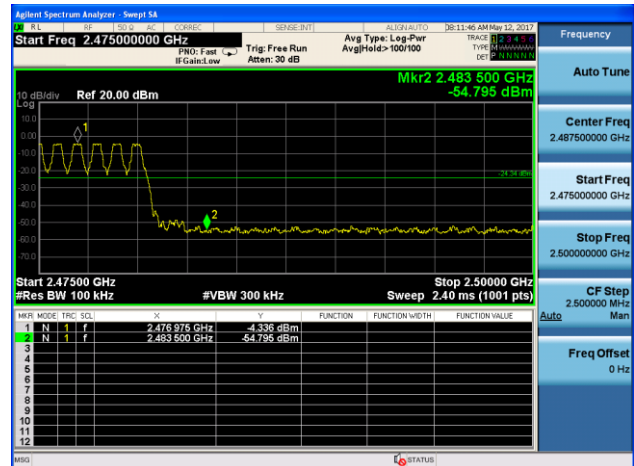 Agilent Spectrum Analyzer - Swept SA
RL RF 50 Ω AC CORREC SENSE:INT ALIGN AUTO 08:11:46 AM May 12, 2017
Start Freq 2.475000000 GHz
PNO: Fast
IFGain:Low
Trig: Free Run
Atten: 30 dB
Avg Type: Log-Pwr
Avg|Hold:>100/100
TRACE 1 2 3 4 5 6
TYPE M
DET P N N N N N
Frequency
Mkr2 2.483 500 GHz
-54.795 dBm
10 dB/div Ref 20.00 dBm
Log
10.0
0.00
-10.0
-20.0
-30.0
-40.0
-50.0
-60.0
-70.0
1
2
-24.34 dBm
Start 2.47500 GHz Stop 2.50000 GHz
#Res BW 100 kHz #VBW 300 kHz Sweep 2.40 ms (1001 pts)
MKR MODE TRC SCL X Y FUNCTION FUNCTION WIDTH FUNCTION VALUE
1 N 1 f 2.476 975 GHz -4.336 dBm
2 N 1 f 2.483 500 GHz -54.795 dBm
3
4
5
6
7
8
9
10
11
12
MSG STATUS
Auto Tune
Center Freq
2.487500000 GHz
Start Freq
2.475000000 GHz
Stop Freq
2.500000000 GHz
CF Step
2.500000 MHz
Auto Man
Freq Offset
0 Hz